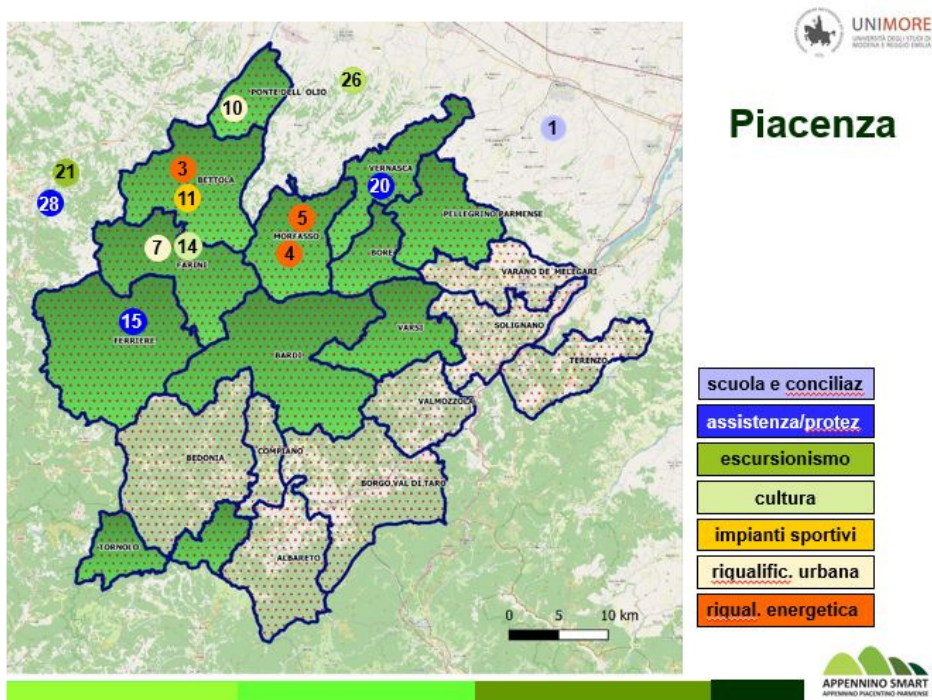 UNIMORE
UNIVERSITÀ DEGLI STUDI DI
MODENA E REGGIO EMILIA
Piacenza
26
PONTE DELL' OLIO
10
1
21
3
BETTOLA
VERNASCA
20
28
11
5
PELLEGRINO PARMENSE
MORFASSO
7
14
4
BORE
FARINI
VARANO DE' MELEGARI
15
FERRIERE
VARSI
SOLIGNANO
BARDI
TERENZO
VALMOZZOLA
BEDONIA
COMPIANO
BORGO VAL DI TARO
TORNOLO
ALBARETO
scuola e conciliaz
assistenza/protez
escursionismo
cultura
impianti sportivi
riqualific. urbana
riqual. energetica
0 5 10 km
APPENNINO SMART
APPENNINO PIACENTINO PARMENSE